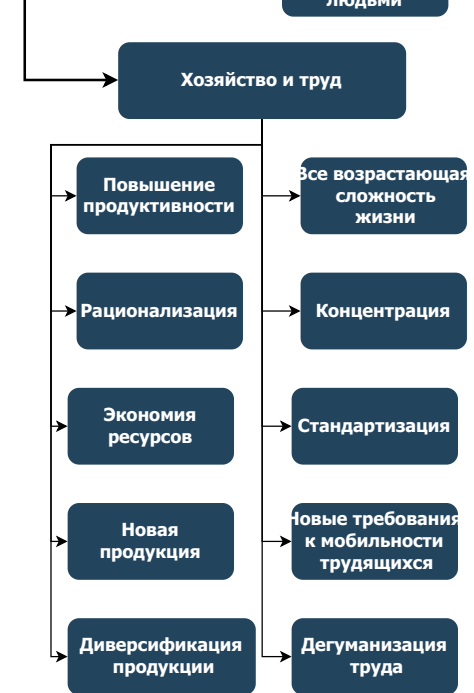 людьми
Хозяйство и труд
Повышение
продуктивности
Все возрастающая
сложность
жизни
Рационализация
Концентрация
Экономия
ресурсов
Стандартизация
Новая
продукция
Новые требования
к мобильности
трудящихся
Диверсификация
продукции
Дегуманизация
труда